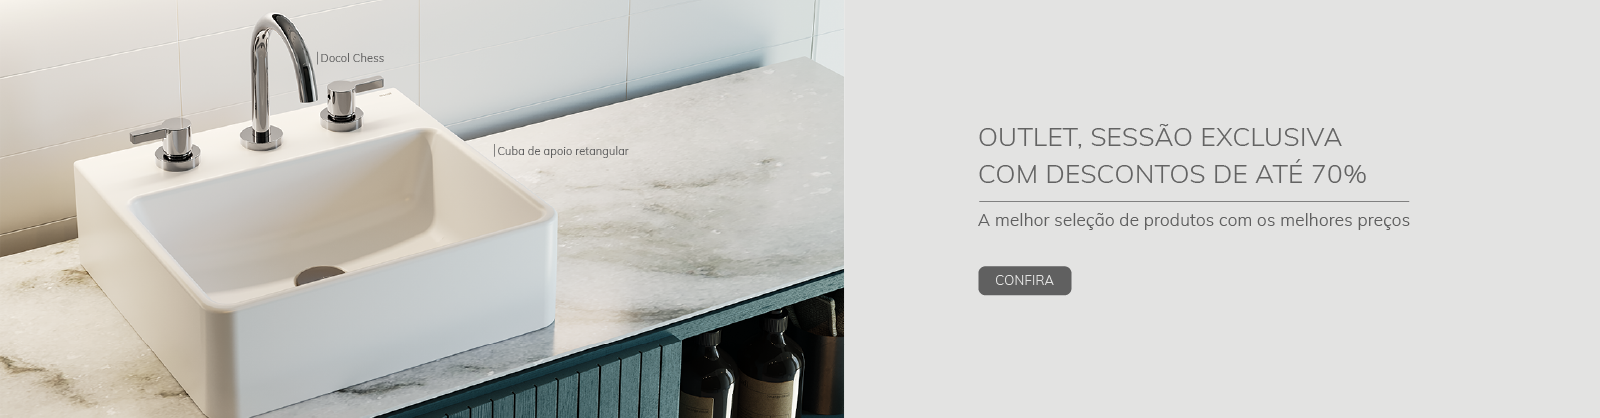 Docol Chess
Cuba de apoio retangular
OUTLET, SESSÃO EXCLUSIVA
COM DESCONTOS DE ATÉ 70%
A melhor seleção de produtos com os melhores preços
CONFIRA